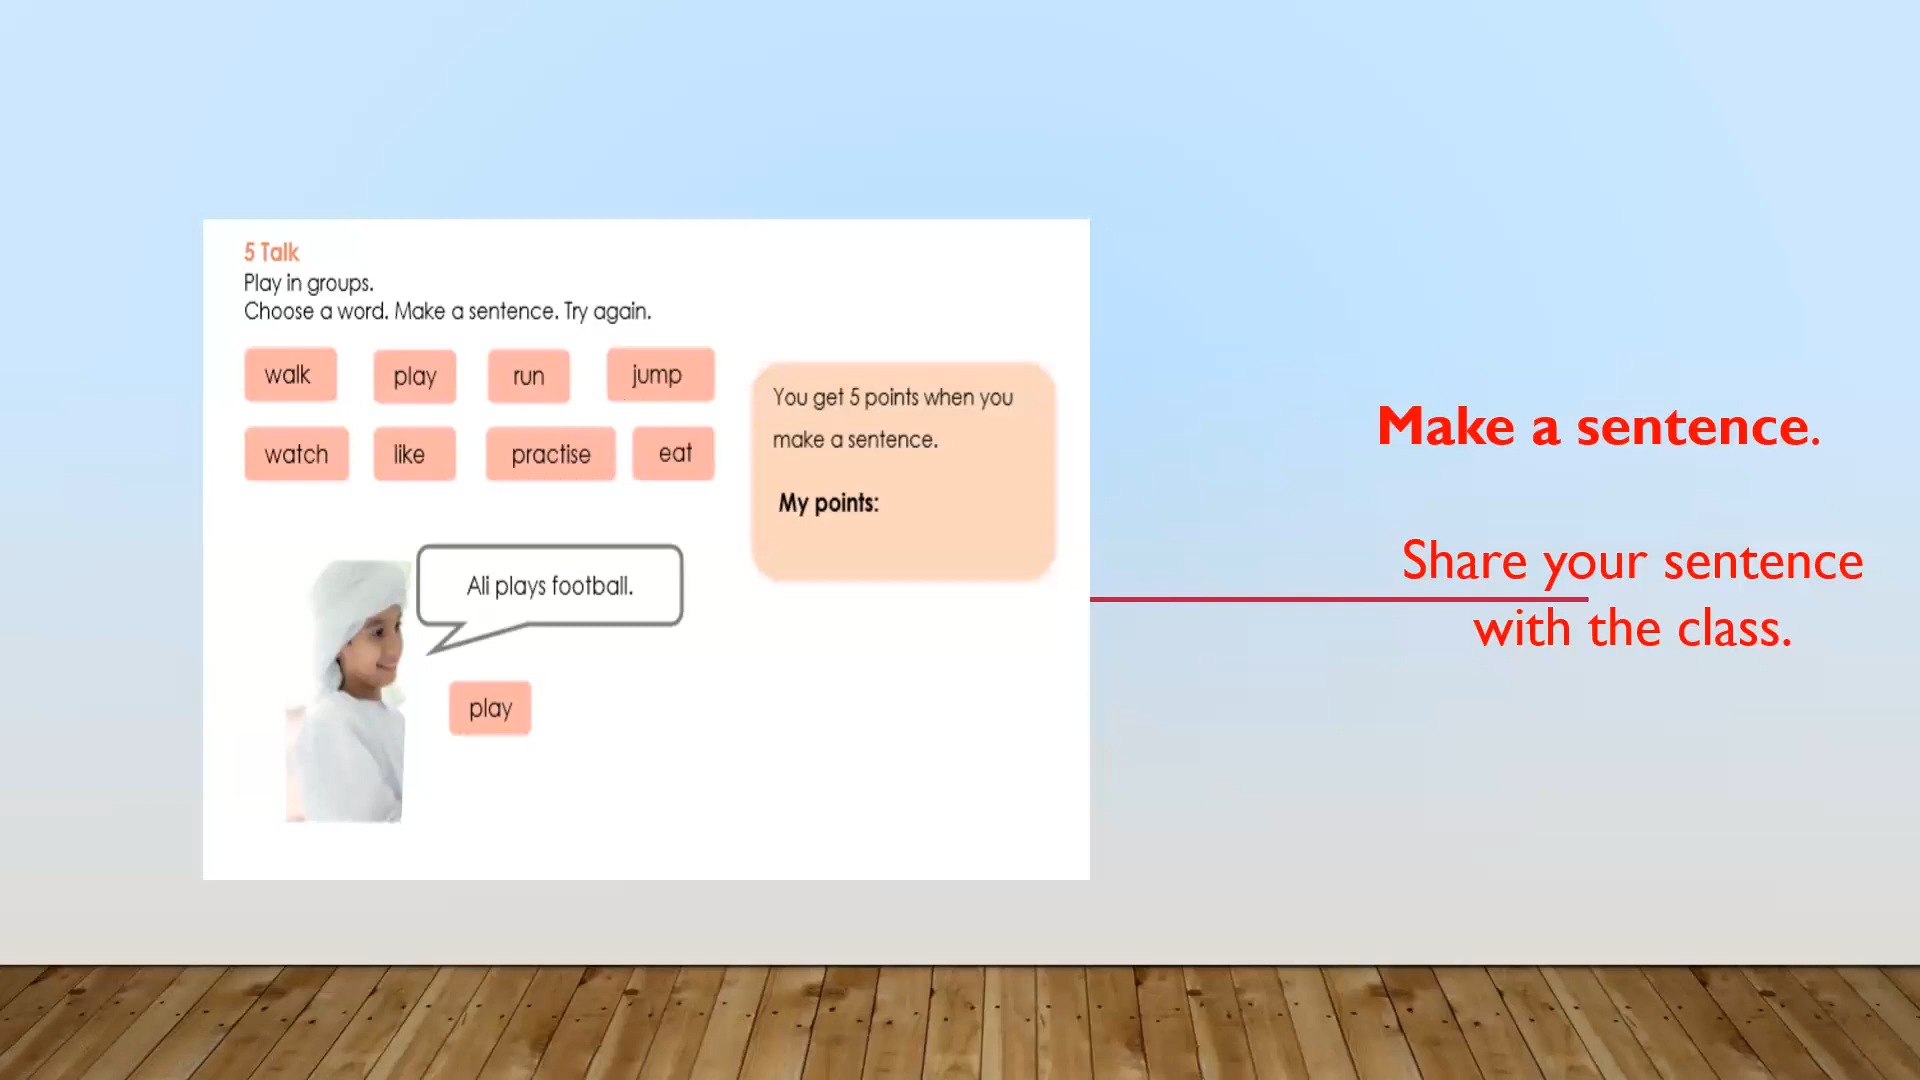 5 Talk
Play in groups.
Choose a word. Make a sentence. Try again.
walk play run jump
watch like practise eat
You get 5 points when you
make a sentence.
My points:
Ali plays football.
play
Make a sentence.
Share your sentence
with the class.